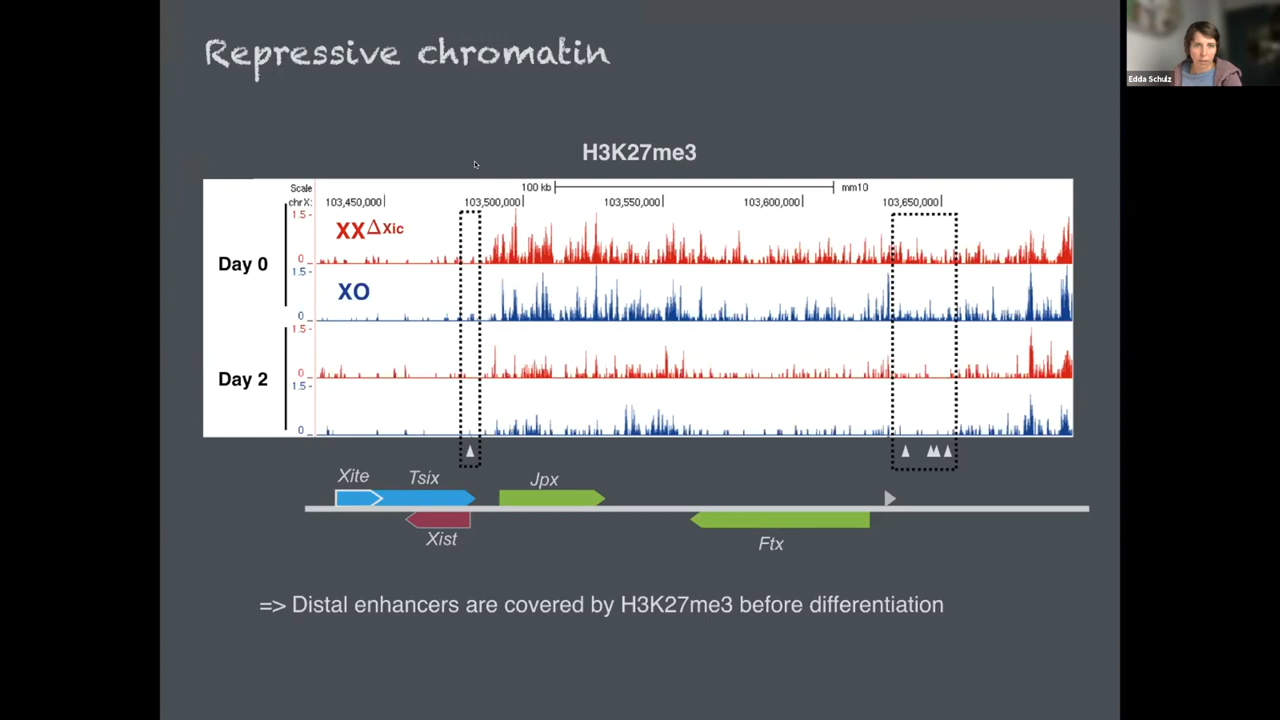 Repressive chromatin
Edda Schulz
H3K27me3
Scale 100 kb mm10
chrX: 103,450,000 103,500,000 103,550,000 103,600,000 103,650,000
1.5 -
XXΔXic
0 _
Day 0
1.5 -
XO
0 _
1.5 -
0 _
Day 2
1.5 -
0 _
Xite Tsix Jpx
Xist Ftx
=> Distal enhancers are covered by H3K27me3 before differentiation